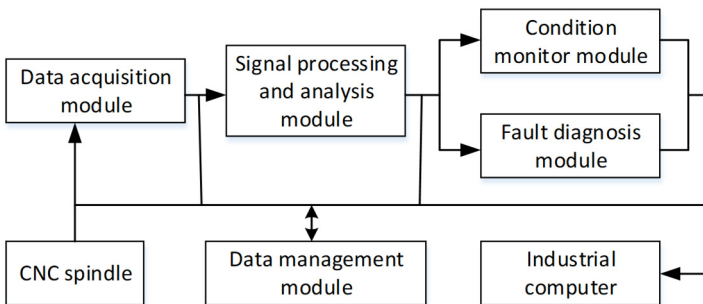 Data acquisition
module
Signal processing
and analysis
module
Condition
monitor module
Fault diagnosis
module
CNC spindle
Data management
module
Industrial
computer